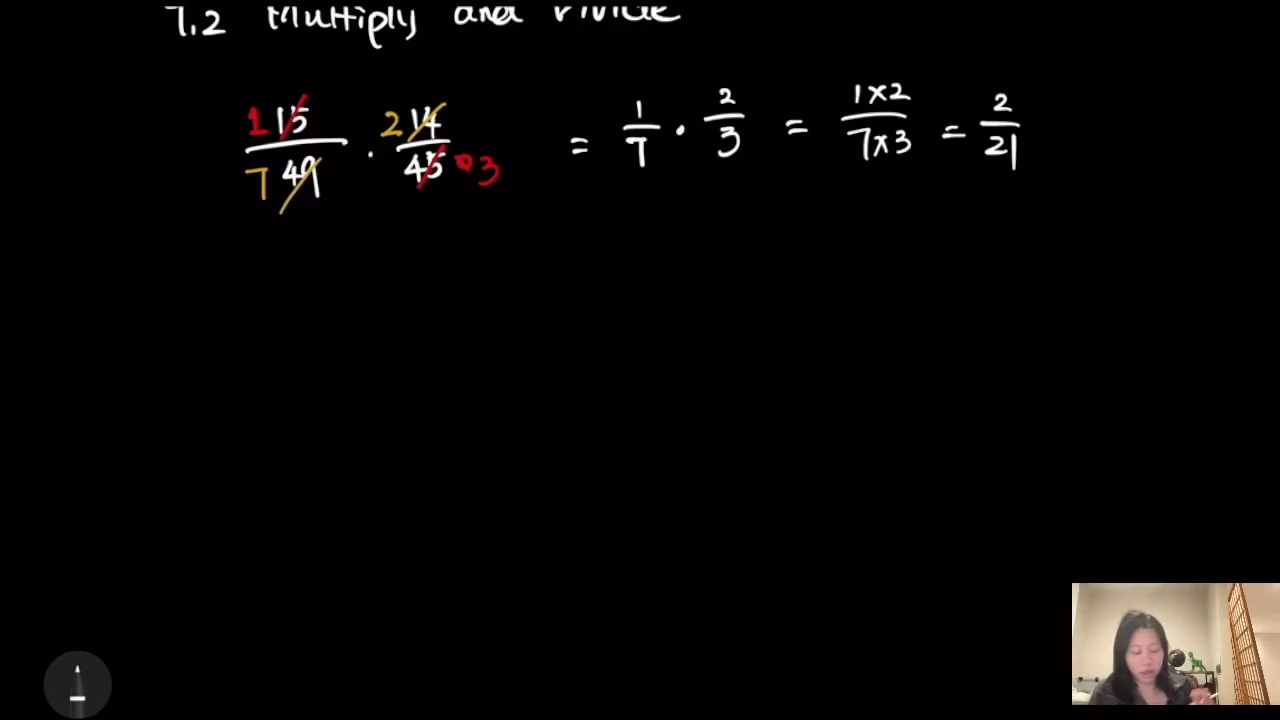 7.2 Multiply and Divide
1 15 / 7 49 · 2 14 / 45 3 = 1/7 · 2/3 = 1×2 / 7×3 = 2/21